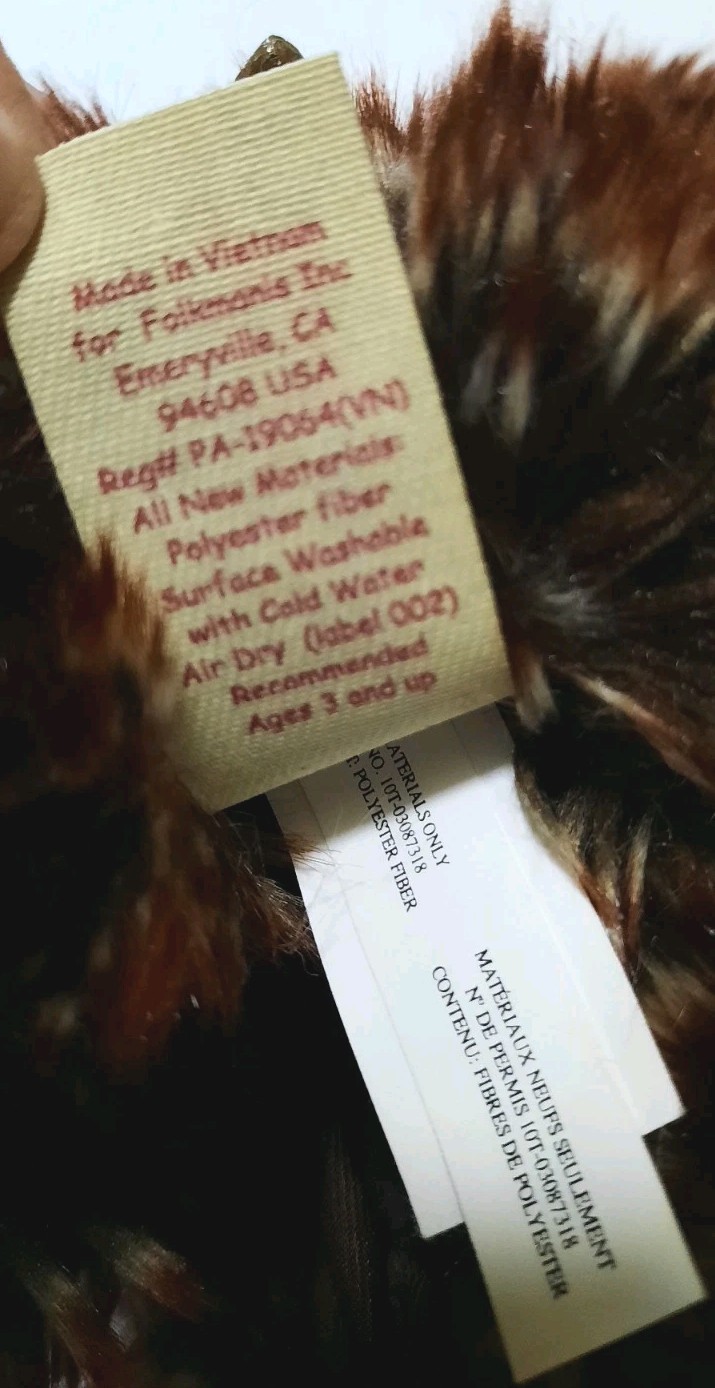 Made in Vietnam
for Folkmanis Inc
Emeryville, CA
94608 USA
Reg# PA-19064(VN)
All New Materials:
Polyester fiber
Surface Washable
with Cold Water
Air Dry (label 002)
Recommended
Ages 3 and up
ATERIALS ONLY
NO. 10T-03087318
T: POLYESTER FIBER
MATÉRIAUX NEUFS SEULEMENT
N° DE PERMIS 10T-03087318
CONTENU: FIBRES DE POLYESTER